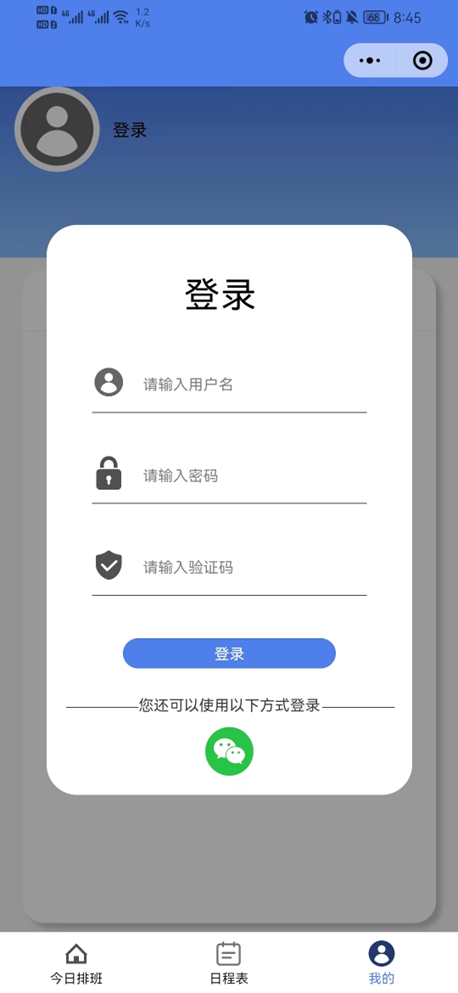 HD 1 4G 4G 1.2 68 8:45
HD 2 K/s
登录
登录
请输入用户名
请输入密码
请输入验证码
登录
您还可以使用以下方式登录
今日排班 日程表 我的